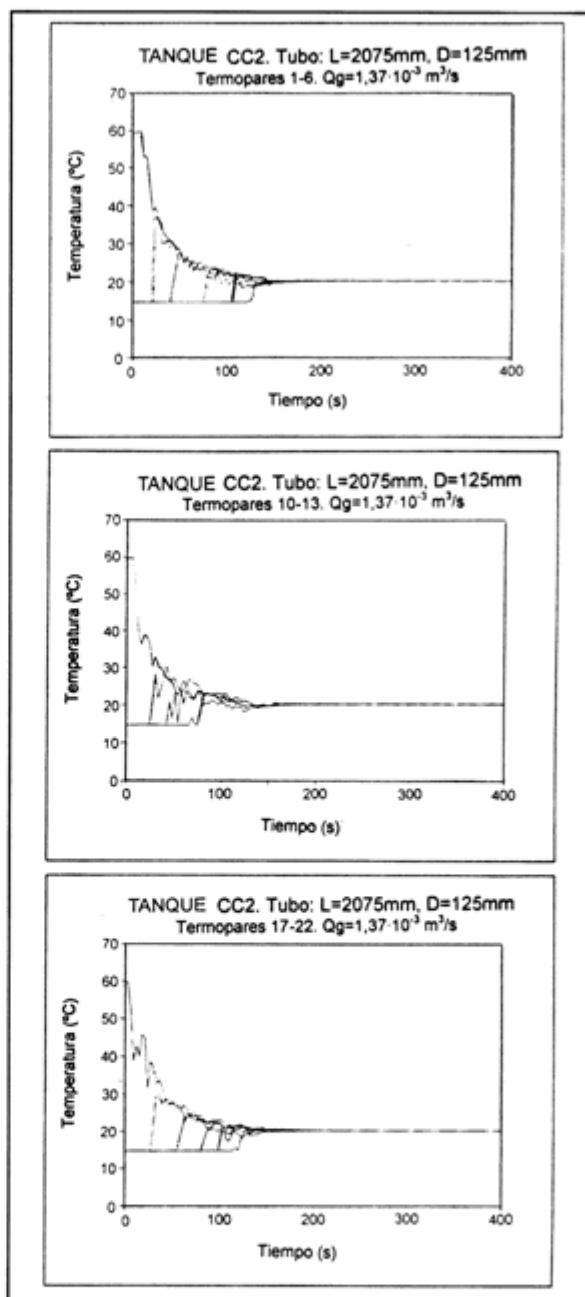 TANQUE CC2. Tubo: L=2075mm, D=125mm
Termopares 1-6. Qg=1,37·10⁻³ m³/s
Temperatura (ºC)
70
60
50
40
30
20
10
0
0 100 200 300 400
Tiempo (s)
TANQUE CC2. Tubo: L=2075mm, D=125mm
Termopares 10-13. Qg=1,37·10⁻³ m³/s
Temperatura (ºC)
70
60
50
40
30
20
10
0
0 100 200 300 400
Tiempo (s)
TANQUE CC2. Tubo: L=2075mm, D=125mm
Termopares 17-22. Qg=1,37·10⁻³ m³/s
Temperatura (ºC)
70
60
50
40
30
20
10
0
0 100 200 300 400
Tiempo (s)